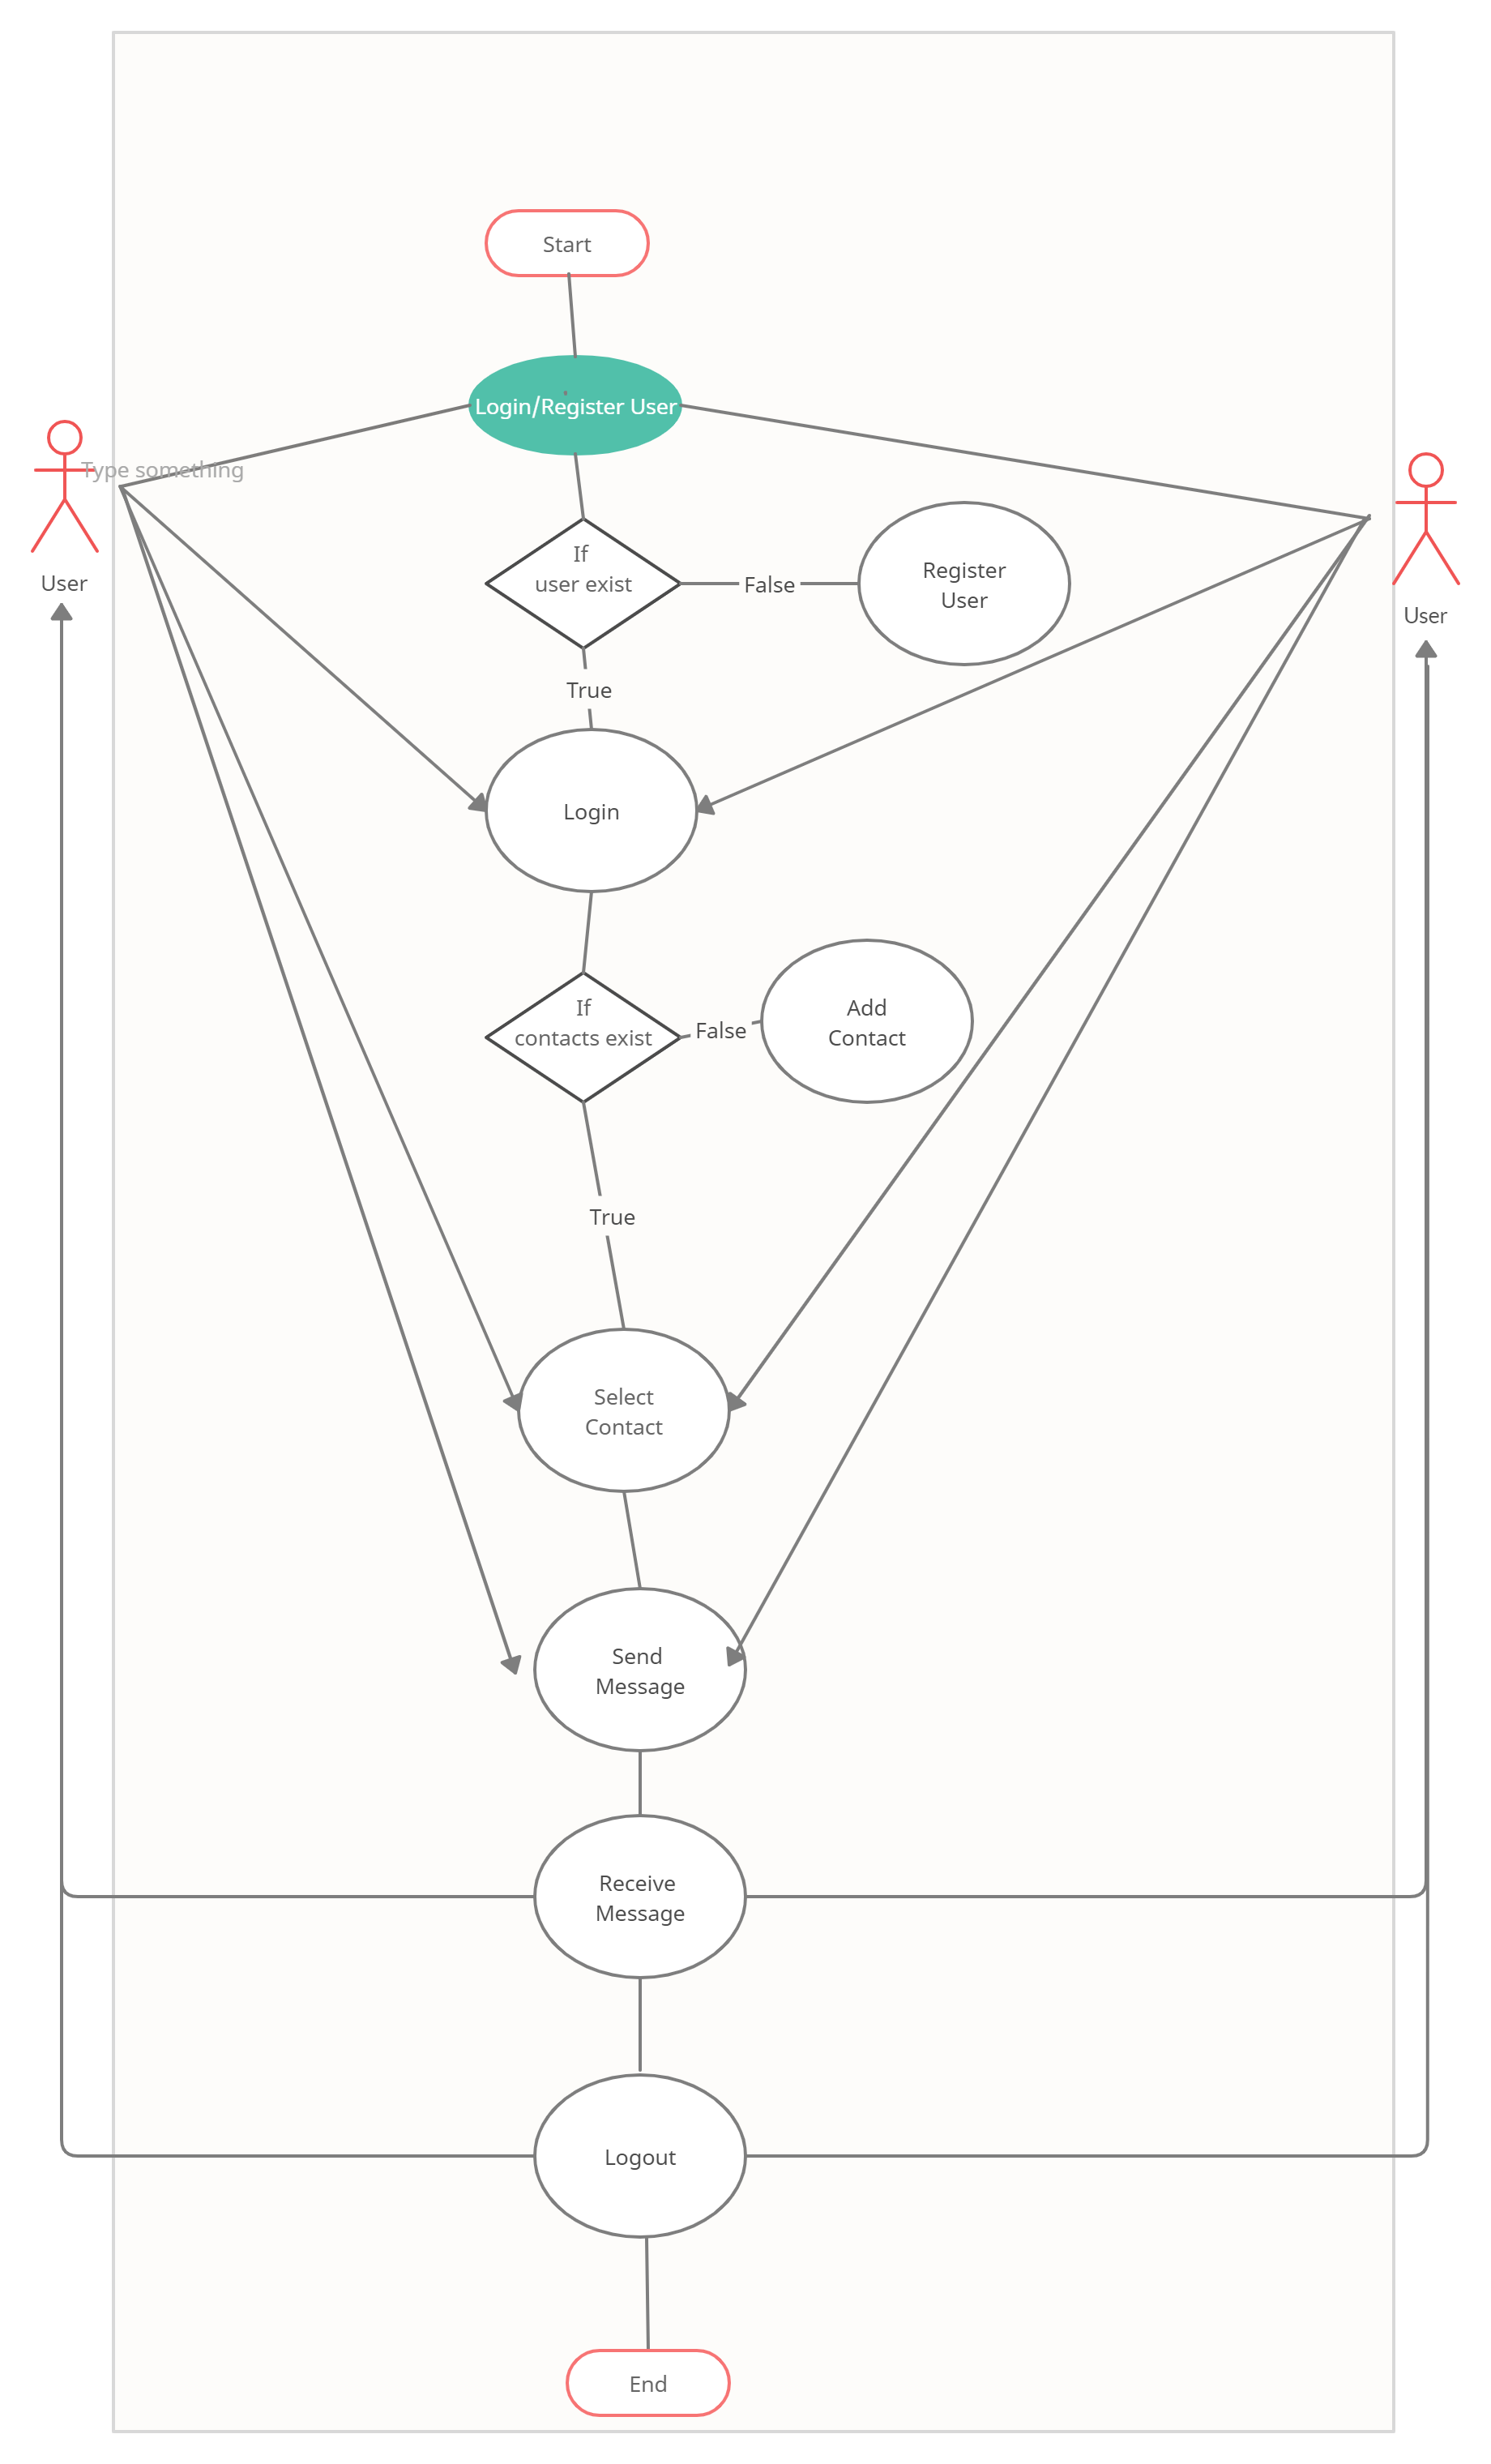 Start
Login/Register User
Type something
If
user exist
False
Register
User
User
User
True
Login
If
contacts exist
False
Add
Contact
True
Select
Contact
Send
Message
Receive
Message
Logout
End